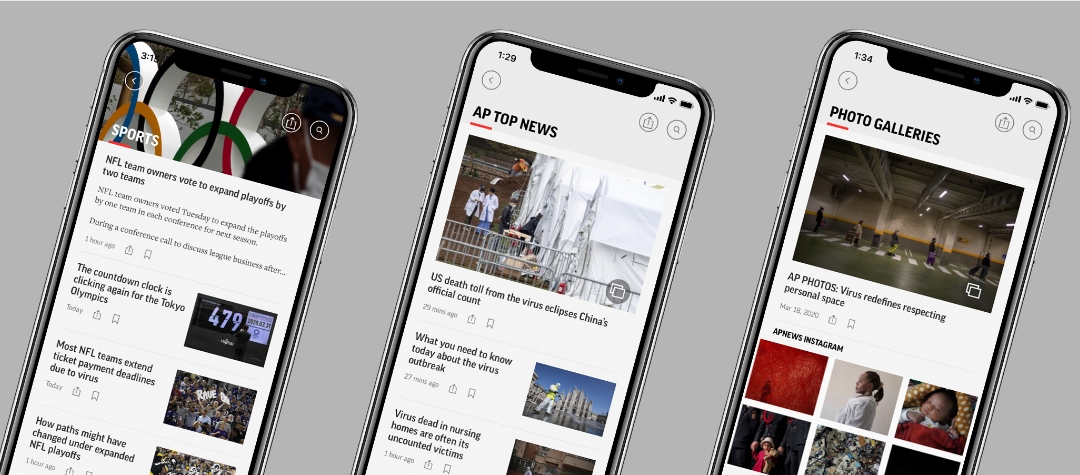 3:15
SPORTS
NFL team owners vote to expand playoffs by
two teams
NFL team owners voted Tuesday to expand the playoffs
by one team in each conference for next season.
During a conference call to discuss league business after...
1 hour ago
The countdown clock is
clicking again for the Tokyo
Olympics
Today
479
Most NFL teams extend
ticket payment deadlines
due to virus
Today
How paths might have
changed under expanded
NFL playoffs
1 hour ago
1:29
AP TOP NEWS
US death toll from the virus eclipses China's
official count
29 mins ago
What you need to know
today about the virus
outbreak
27 mins ago
Virus dead in nursing
homes are often its
uncounted victims
1 hour ago
1:34
PHOTO GALLERIES
AP PHOTOS: Virus redefines respecting
personal space
Mar 18, 2020
APNEWS INSTAGRAM